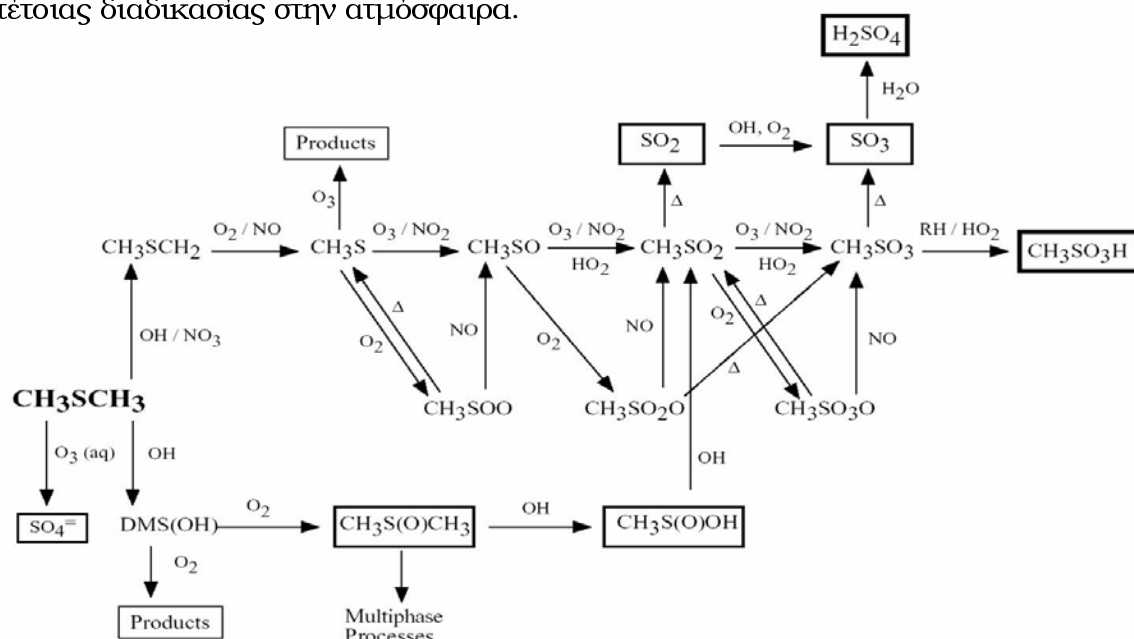 τέτοιας διαδικασίας στην ατμόσφαιρα.
H2SO4
H2O
Products
SO2
OH, O2
SO3
O3
Δ
Δ
CH3SCH2
O2 / NO
CH3S
O3 / NO2
CH3SO
O3 / NO2
HO2
CH3SO2
O3 / NO2
HO2
CH3SO3
RH / HO2
CH3SO3H
OH / NO3
Δ
O2
NO
O2
NO
O2
Δ
Δ
NO
CH3SCH3
CH3SOO
CH3SO2O
CH3SO3O
O3 (aq)
OH
OH
SO4=
DMS(OH)
O2
CH3S(O)CH3
OH
CH3S(O)OH
O2
Products
Multiphase
Processes